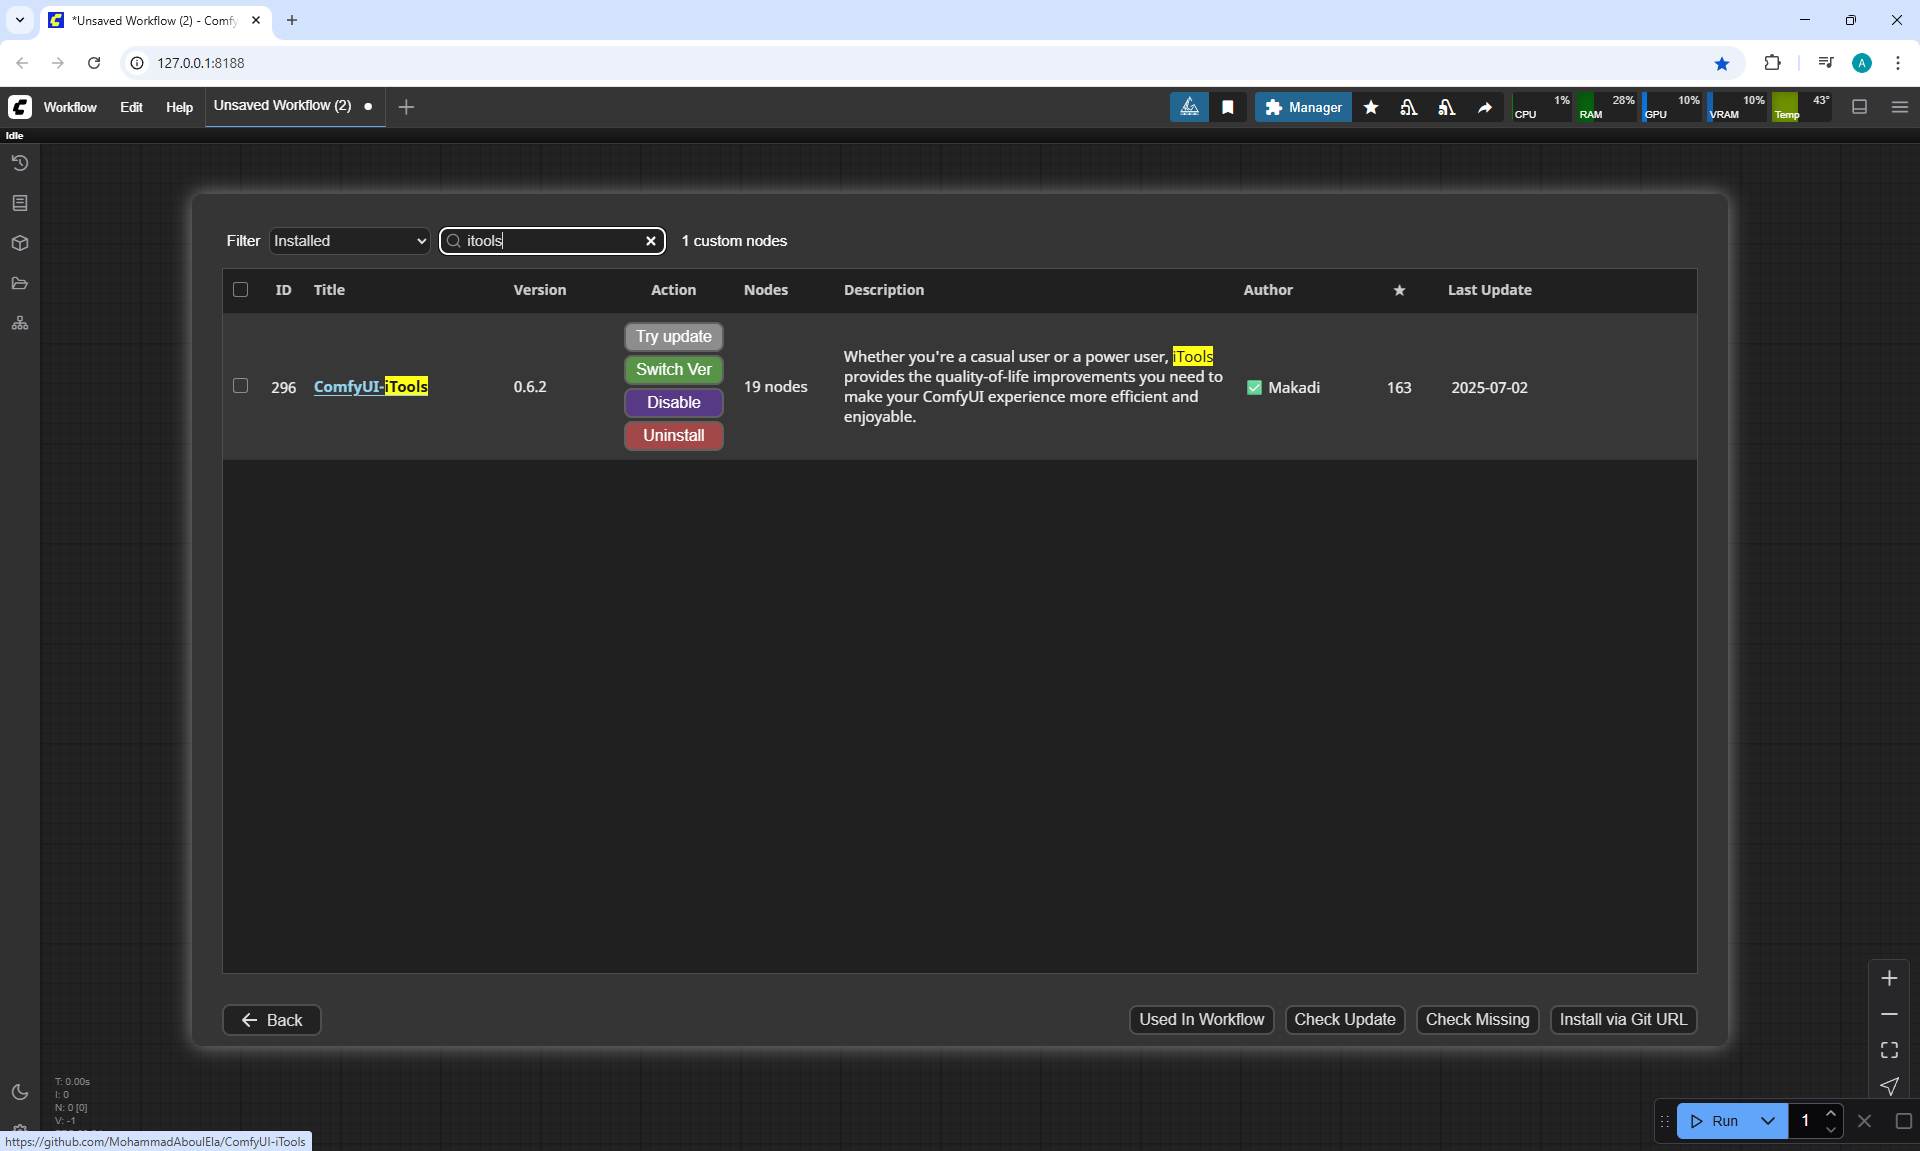 *Unsaved Workflow (2) - Comfy
127.0.0.1:8188
Workflow Edit Help Unsaved Workflow (2)
Manager
CPU 1% RAM 28% GPU 10% VRAM 10% Temp 43°
Idle
Filter Installed itools 1 custom nodes
ID Title Version Action Nodes Description Author ★ Last Update
296 ComfyUI-iTools 0.6.2
Try update
Switch Ver
Disable
Uninstall
19 nodes
Whether you're a casual user or a power user, iTools
provides the quality-of-life improvements you need to
make your ComfyUI experience more efficient and
enjoyable.
Makadi 163 2025-07-02
Back Used In Workflow Check Update Check Missing Install via Git URL
T: 0.00s
I: 0
N: 0 [0]
V: -1
Run 1
https://github.com/MohammadAboulEla/ComfyUI-iTools
A